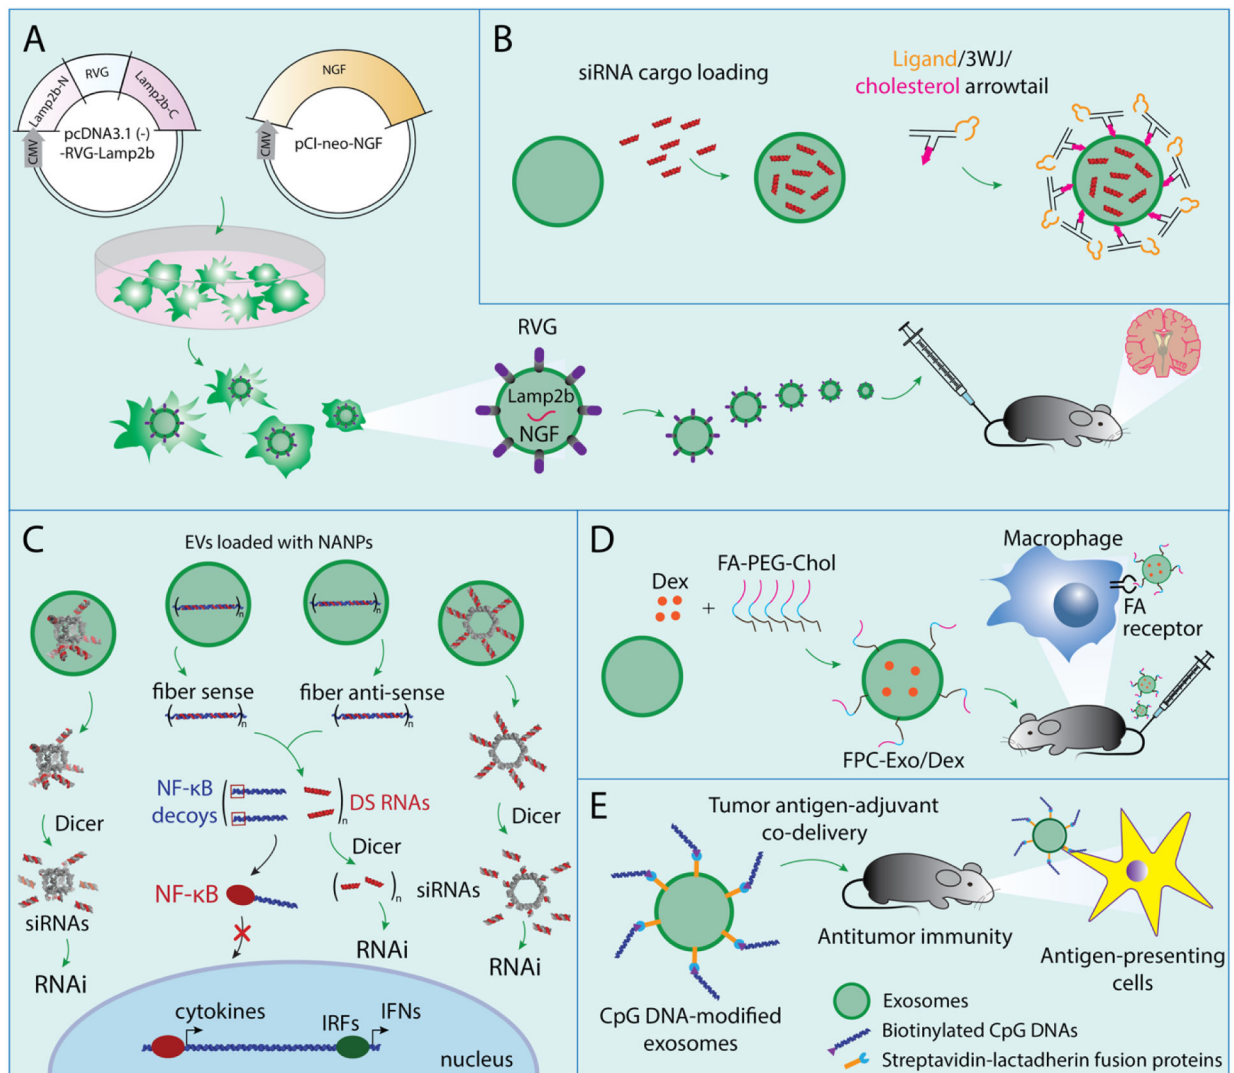 A
Lamp2b-N
RVG
Lamp2b-C
CMV
pcDNA3.1 (-)
-RVG-Lamp2b
NGF
CMV
pCI-neo-NGF
RVG
Lamp2b
NGF
B
siRNA cargo loading
Ligand/3WJ/
cholesterol arrowtail
C
EVs loaded with NANPs
n
n
fiber sense
n
fiber anti-sense
n
NF-κB
decoys
DS RNAs
n
Dicer
Dicer
Dicer
NF-κB
n
siRNAs
siRNAs
RNAi
RNAi
RNAi
cytokines
IRFs
IFNs
nucleus
D
Dex
+
FA-PEG-Chol
FPC-Exo/Dex
Macrophage
FA
receptor
E
Tumor antigen-adjuvant
co-delivery
Antitumor immunity
Antigen-presenting
cells
CpG DNA-modified
exosomes
Exosomes
Biotinylated CpG DNAs
Streptavidin-lactadherin fusion proteins